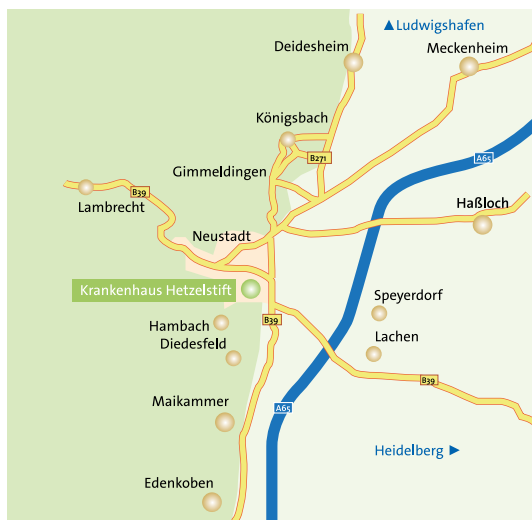 ▲Ludwigshafen
Deidesheim
Meckenheim
Königsbach
B271
A65
Gimmeldingen
B39
Lambrecht
Haßloch
Neustadt
Krankenhaus Hetzelstift
Speyerdorf
Hambach
B39
Diedesfeld
Lachen
B39
Maikammer
A65
Heidelberg ►
Edenkoben